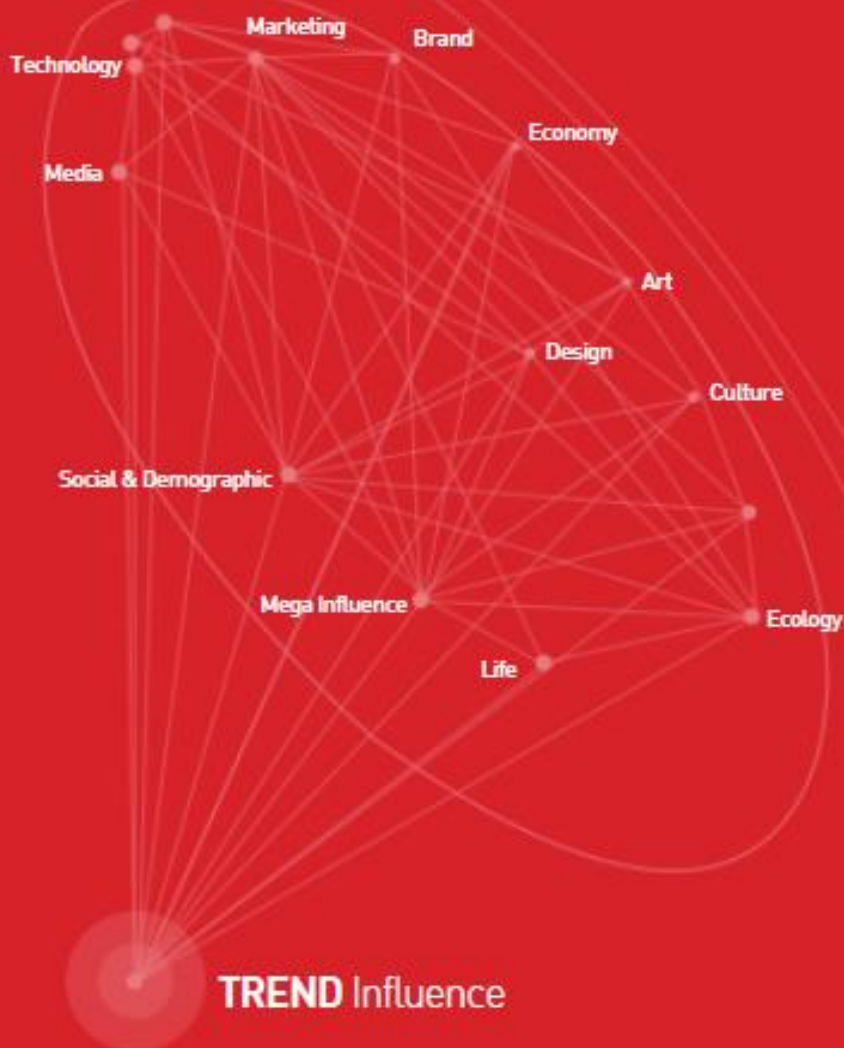 Marketing
Brand
Technology
Economy
Media
Art
Design
Culture
Social & Demographic
Mega Influence
Ecology
Life
TREND Influence